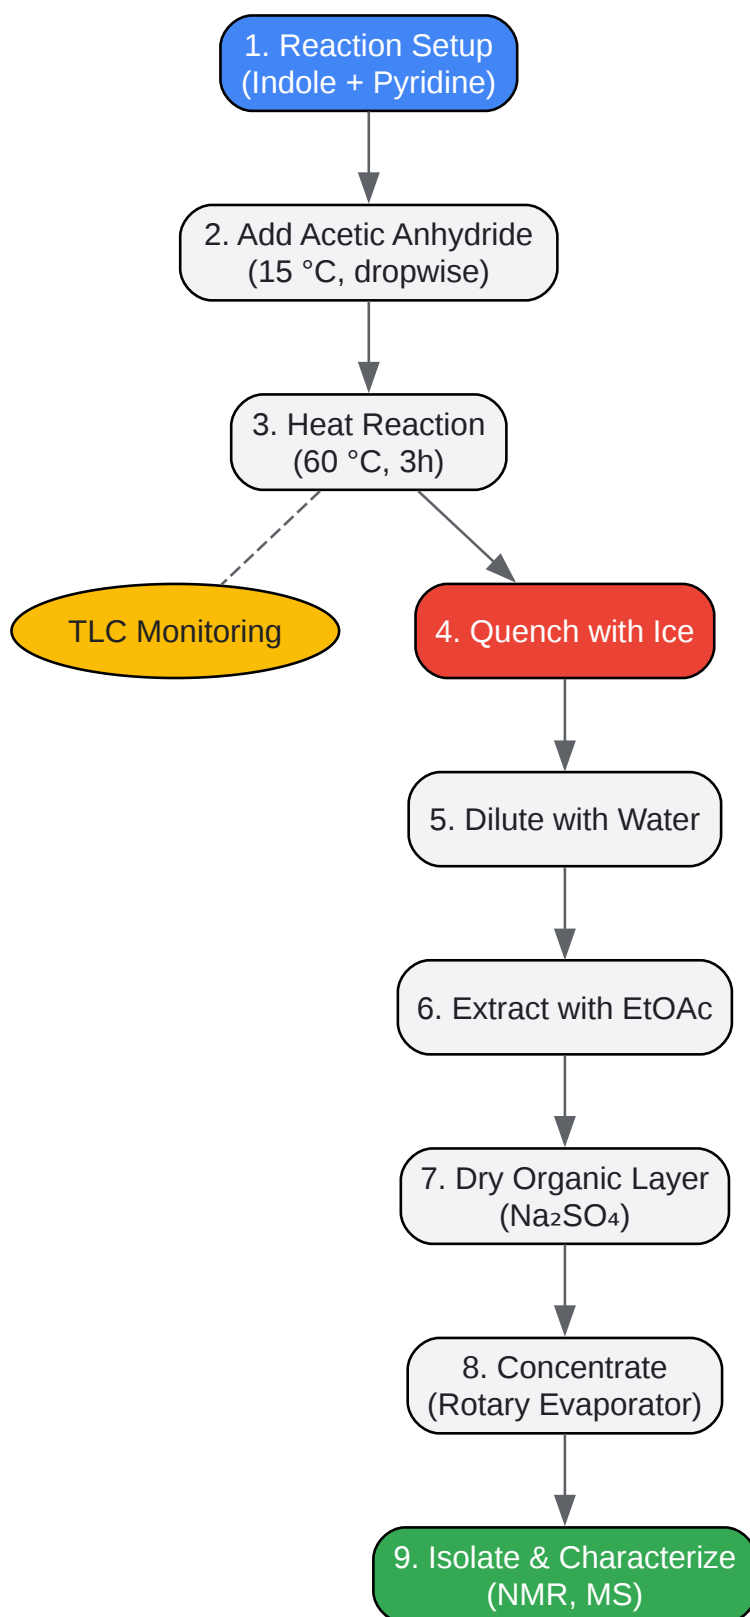 1. Reaction Setup
(Indole + Pyridine)
2. Add Acetic Anhydride
(15 °C, dropwise)
3. Heat Reaction
(60 °C, 3h)
TLC Monitoring
4. Quench with Ice
5. Dilute with Water
6. Extract with EtOAc
7. Dry Organic Layer
(Na₂SO₄)
8. Concentrate
(Rotary Evaporator)
9. Isolate & Characterize
(NMR, MS)